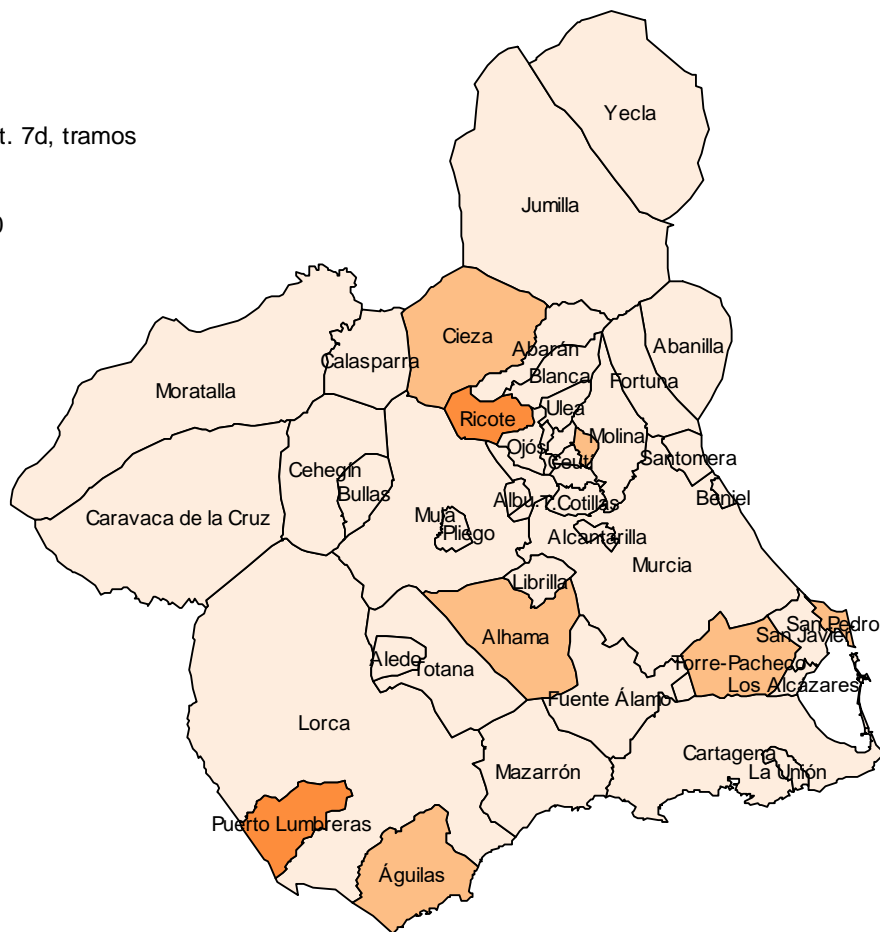 t. 7d, tramos
0
Yecla
Jumilla
Cieza
Abarán
Abanilla
Calasparra
Blanca
Fortuna
Moratalla
Ricote
Ulea
Molina
Ojós
Ceutí
Santomera
Cehegín
Bullas
Albu.
T.Cotillas
Beniel
Caravaca de la Cruz
Mula
Pliego
Alcantarilla
Murcia
Librilla
San Pedro
San Javier
Alhama
Aledo
Totana
Torre-Pacheco
Los Alcázares
Fuente Álamo
Lorca
Cartagena
Mazarrón
La Unión
Puerto Lumbreras
Águilas